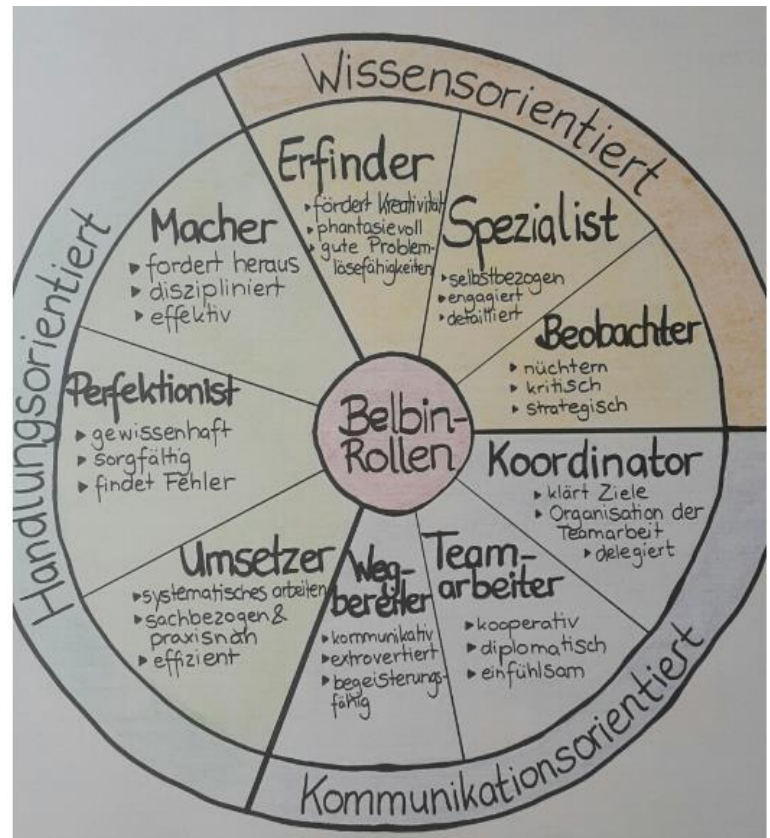 Wissensorientiert
Erfinder
▸ fördert Kreativität
▸ phantasievoll
▸ gute Problem-
lösefähigkeiten
Spezialist
▸ selbstbezogen
▸ engagiert
▸ detailliert
Beobachter
▸ nüchtern
▸ kritisch
▸ strategisch
Kommunikationsorientiert
Koordinator
▸ klärt Ziele
▸ Organisation der
Teamarbeit
▸ delegiert
Team-
arbeiter
▸ kooperativ
▸ diplomatisch
▸ einfühlsam
Weg-
bereiter
▸ kommunikativ
▸ extrovertiert
▸ begeisterungs-
fähig
Handlungsorientiert
Umsetzer
▸ systematisches arbeiten
▸ sachbezogen &
praxisnah
▸ effizient
Perfektionist
▸ gewissenhaft
▸ sorgfältig
▸ findet Fehler
Macher
▸ fordert heraus
▸ diszipliniert
▸ effektiv
Belbin-
Rollen